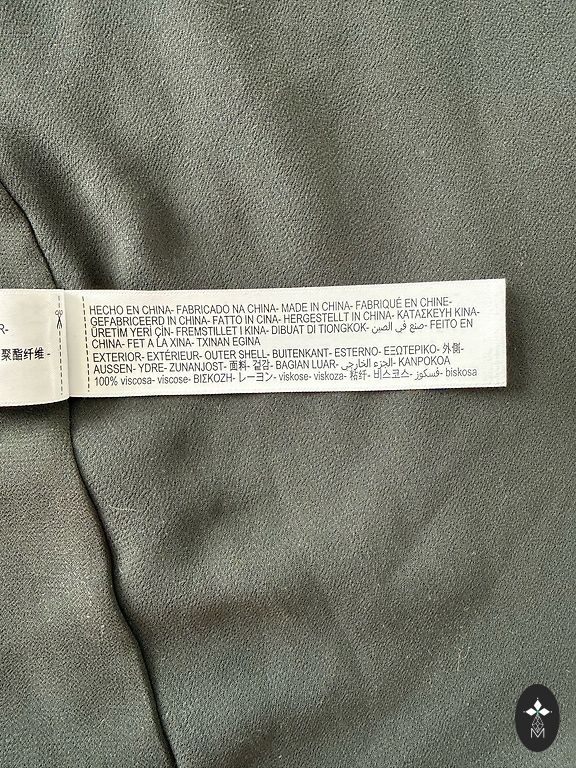 R-
聚酯纤维 -
HECHO EN CHINA- FABRICADO NA CHINA- MADE IN CHINA- FABRIQUÉ EN CHINE-
GEFABRICEERD IN CHINA- FATTO IN CINA- HERGESTELLT IN CHINA- ΚΑΤΑΣΚΕΥΗ ΚΙΝΑ-
ÜRETIM YERI ÇIN- FREMSTILLET I KINA- DIBUAT DI TIONGKOK- صنع في الصين- FEITO EN
CHINA- FET A LA XINA- TXINAN EGINA
EXTERIOR- EXTÉRIEUR- OUTER SHELL- BUITENKANT- ESTERNO- ΕΞΩΤΕΡΙΚΟ- 外側-
AUSSEN- YDRE- ZUNANJOST- 面料- 겉감- BAGIAN LUAR- الجزء الخارجي- KANPOKOA
100% viscosa- viscose- ΒΙΣΚΟΖΗ- レーヨン- viskose- viskoza- 粘纤- 비스코스- فسكوز- biskosa
M